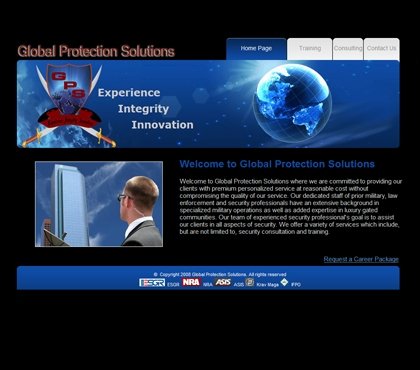 Global Protection Solutions
Home Page
Training
Consulting
Contact Us
GPS
Experience
Integrity
Innovation
Welcome to Global Protection Solutions
Welcome to Global Protection Solutions where we are committed to providing our
clients with premium personalized service at reasonable cost without
compromising the quality of our service. Our dedicated staff of prior military, law
enforcement and security professionals have an extensive background in
specialized military operations as well as added expertise in luxury gated
communities. Our team of experienced security professional's goal is to assist
our clients in all aspects of security. We offer a variety of services which include,
but are not limited to, security consultation and training.
Request a Career Package
© Copyright 2008 Global Protection Solutions. All rights reserved
ESGR ESGR NRA NRA ASIS ASIS Krav Maga IFPO